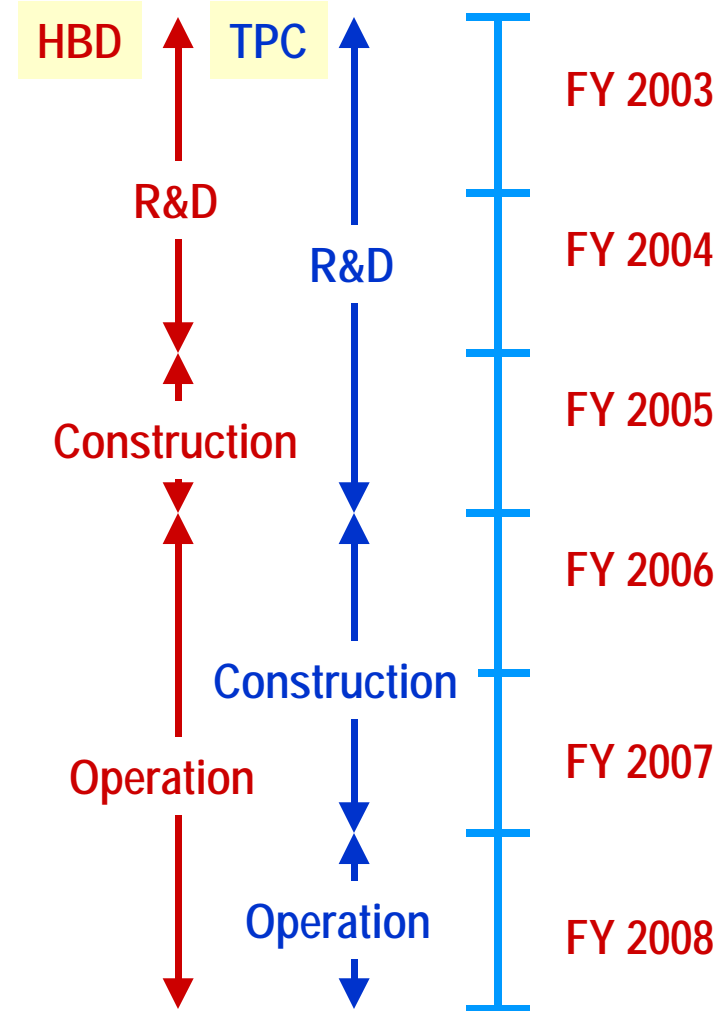 HBD
TPC
FY 2003
R&D
FY 2004
R&D
FY 2005
Construction
FY 2006
Construction
FY 2007
Operation
Operation
FY 2008